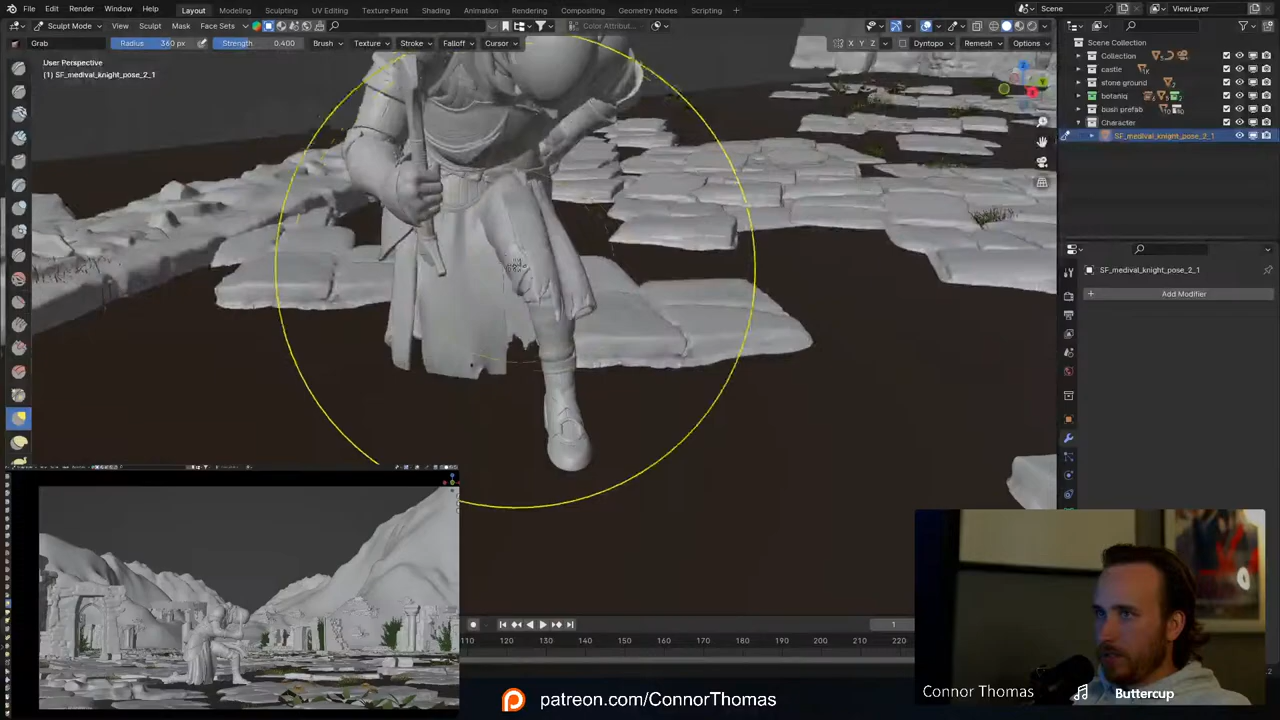 File Edit Render Window Help Layout Modeling Sculpting UV Editing Texture Paint Shading Animation Rendering Compositing Geometry Nodes Scripting Scene ViewLayer
Sculpt Mode View Sculpt Mask Face Sets Color Attribut...
Grab Radius 360 px Strength 0.400 Brush Texture Stroke Falloff Cursor X Y Z Dyntopo Remesh Options
User Perspective
(1) SF_medival_knight_pose_2_1
Scene Collection
Collection
castle
stone ground
botaniq
bush prefab
Character
SF_medival_knight_pose_2_1
SF_medival_knight_pose_2_1
Add Modifier
1
110 120 130 140 150 160 170 180 190 200 210 220
patreon.com/ConnorThomas
Connor Thomas
Buttercup